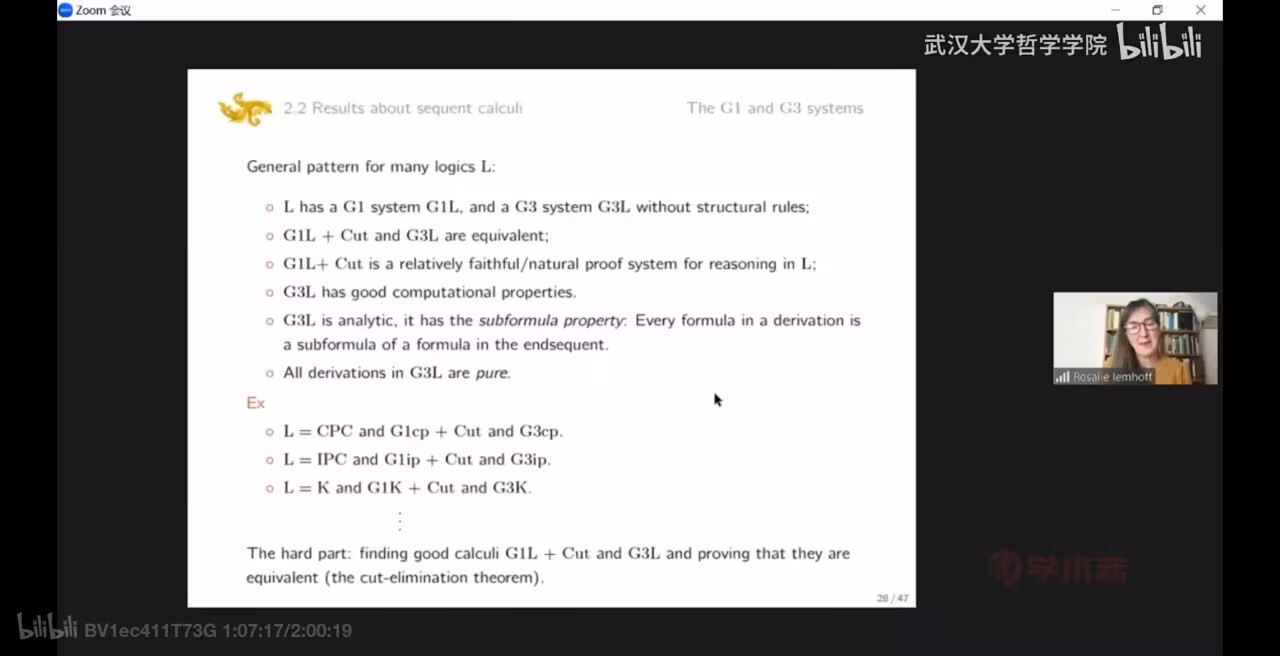 Zoom 会议
武汉大学哲学学院 bilibili
2.2 Results about sequent calculi
The G1 and G3 systems
General pattern for many logics L:
○ L has a G1 system G1L, and a G3 system G3L without structural rules;
○ G1L + Cut and G3L are equivalent;
○ G1L+ Cut is a relatively faithful/natural proof system for reasoning in L;
○ G3L has good computational properties.
○ G3L is analytic, it has the subformula property: Every formula in a derivation is
a subformula of a formula in the endsequent.
○ All derivations in G3L are pure.
Ex
○ L = CPC and G1cp + Cut and G3cp.
○ L = IPC and G1ip + Cut and G3ip.
○ L = K and G1K + Cut and G3K.
⋮
The hard part: finding good calculi G1L + Cut and G3L and proving that they are
equivalent (the cut-elimination theorem).
28 / 47
Rosalie Iemhoff
学术志
bilibili BV1ec411T73G 1:07:17/2:00:19